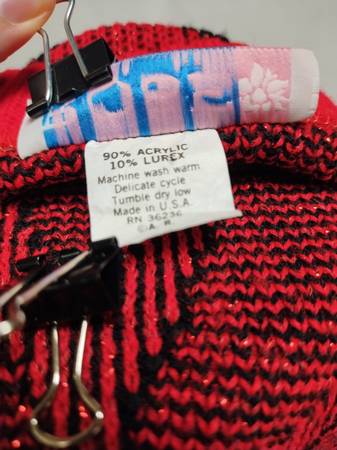 90% ACRYLIC
10% LUREX
Machine wash warm
Delicate cycle
Tumble dry low
Made in U.S.A.
RN 36236